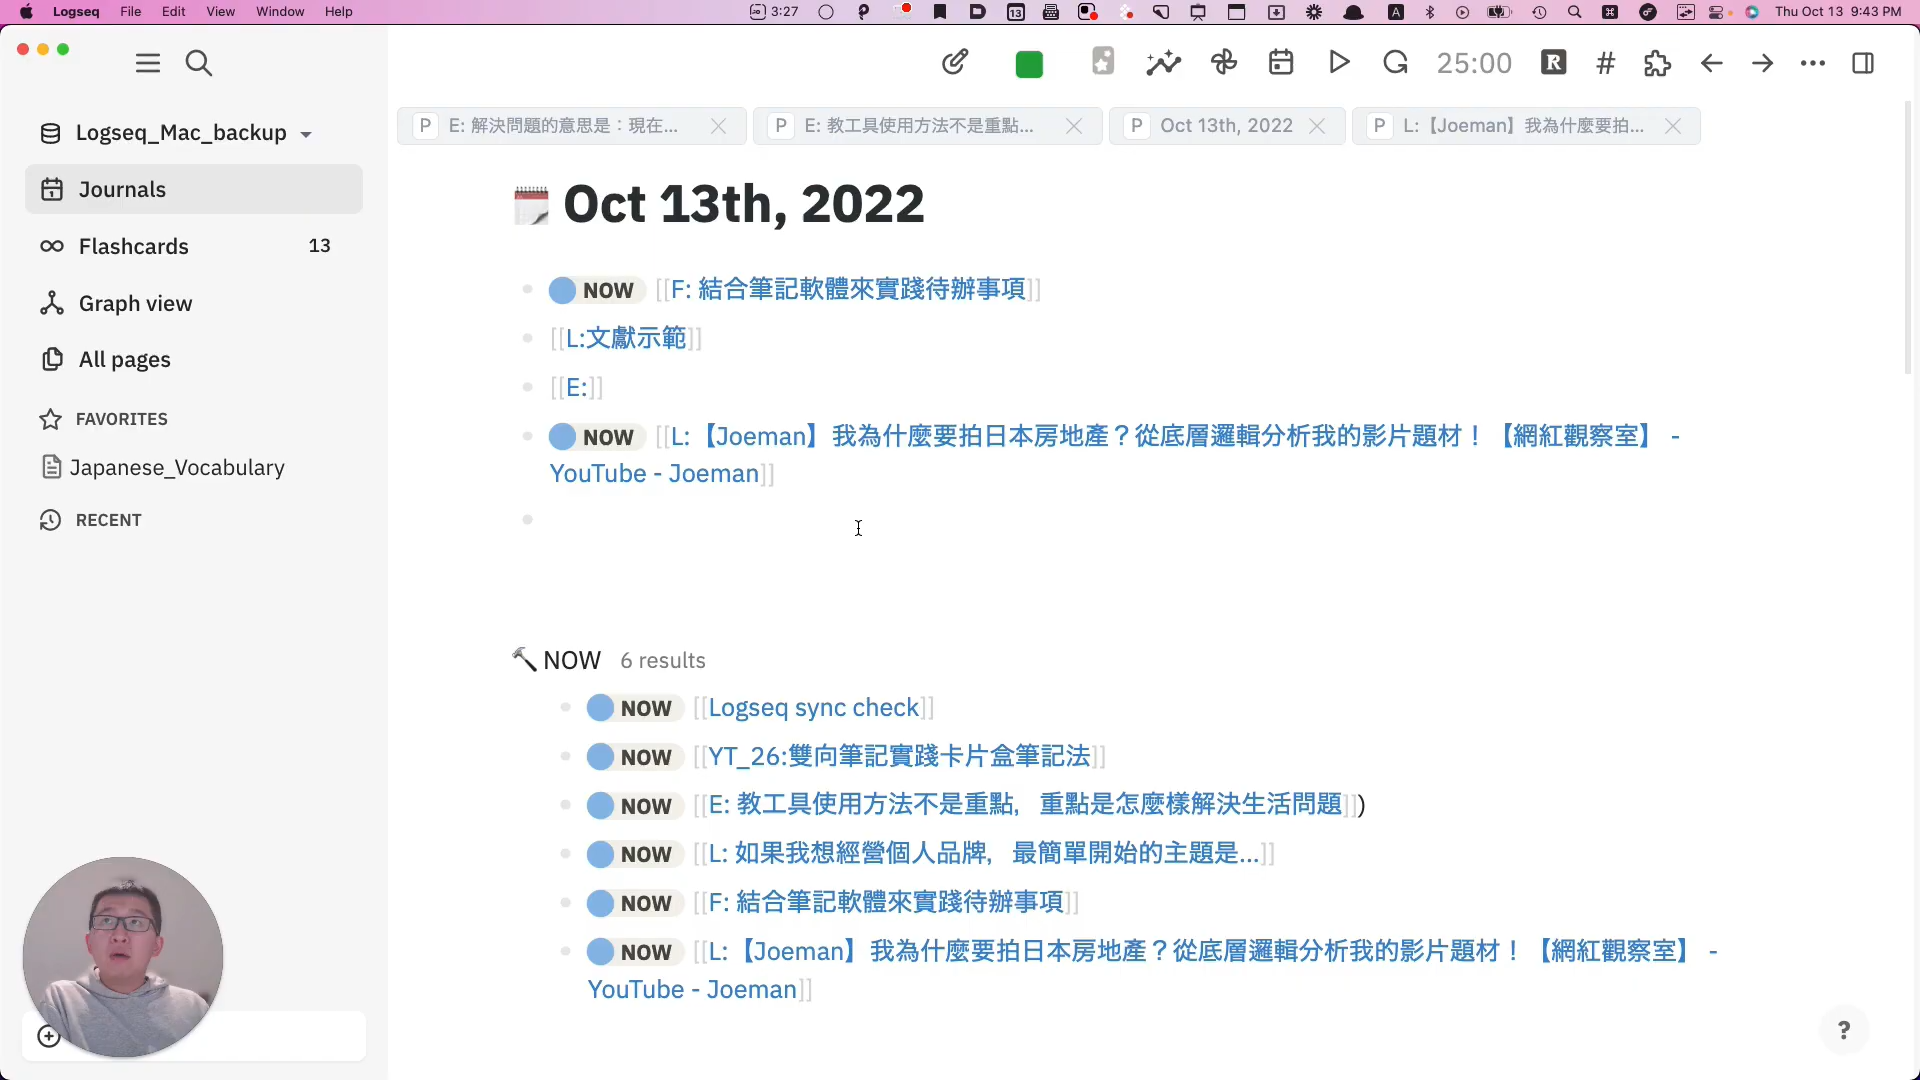 Logseq File Edit View Window Help 3:27 13 A Thu Oct 13 9:43 PM
25:00 R #
Logseq_Mac_backup
Journals
Flashcards 13
Graph view
All pages
FAVORITES
Japanese_Vocabulary
RECENT
P E: 解決問題的意思是：現在... P E: 教工具使用方法不是重點... P Oct 13th, 2022 P L:【Joeman】我為什麼要拍...
Oct 13th, 2022
NOW [[F: 結合筆記軟體來實踐待辦事項]]
[[L:文獻示範]]
[[E:]]
NOW [[L:【Joeman】我為什麼要拍日本房地產？從底層邏輯分析我的影片題材！【網紅觀察室】 -
YouTube - Joeman]]
NOW 6 results
NOW [[Logseq sync check]]
NOW [[YT_26:雙向筆記實踐卡片盒筆記法]]
NOW [[E: 教工具使用方法不是重點，重點是怎麼樣解決生活問題]])
NOW [[L: 如果我想經營個人品牌，最簡單開始的主題是...]]
NOW [[F: 結合筆記軟體來實踐待辦事項]]
NOW [[L:【Joeman】我為什麼要拍日本房地產？從底層邏輯分析我的影片題材！【網紅觀察室】 -
YouTube - Joeman]]
?